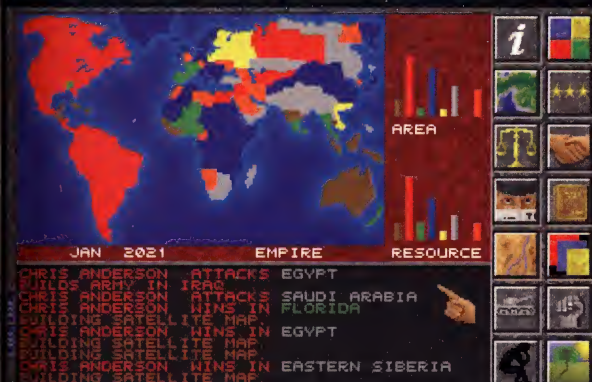 AREA
JAN 2021 EMPIRE RESOURCE
CHRIS ANDERSON ATTACKS EGYPT
BUILDS ARMY IN IRAQ
CHRIS ANDERSON ATTACKS SAUDI ARABIA
CHRIS ANDERSON WINS IN FLORIDA
BUILDING SATELLITE MAP
CHRIS ANDERSON WINS IN EGYPT
BUILDING SATELLITE MAP
BUILDING SATELLITE MAP
CHRIS ANDERSON WINS IN EASTERN SIBERIA
BUILDING SATELLITE MAP
i